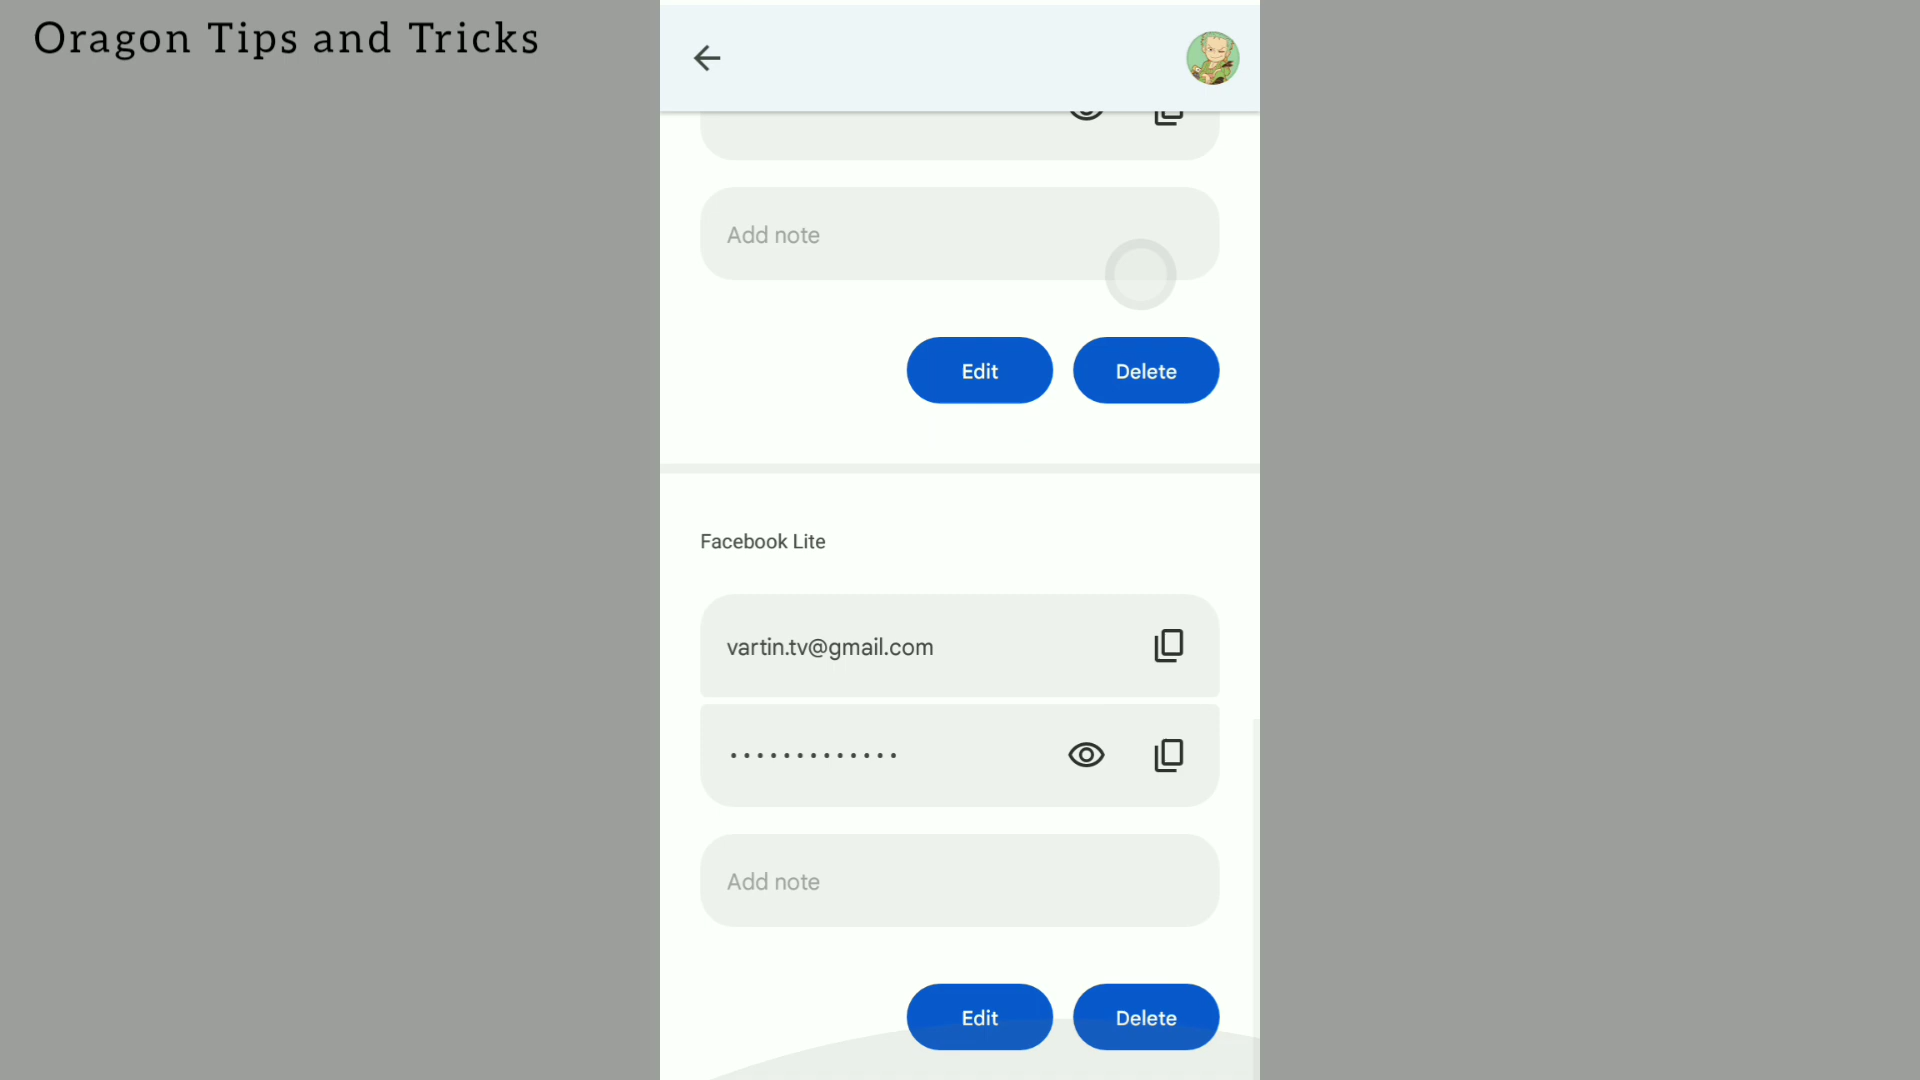 Oragon Tips and Tricks
Add note
Edit
Delete
Facebook Lite
vartin.tv@gmail.com
•••••••••••••
Add note
Edit
Delete